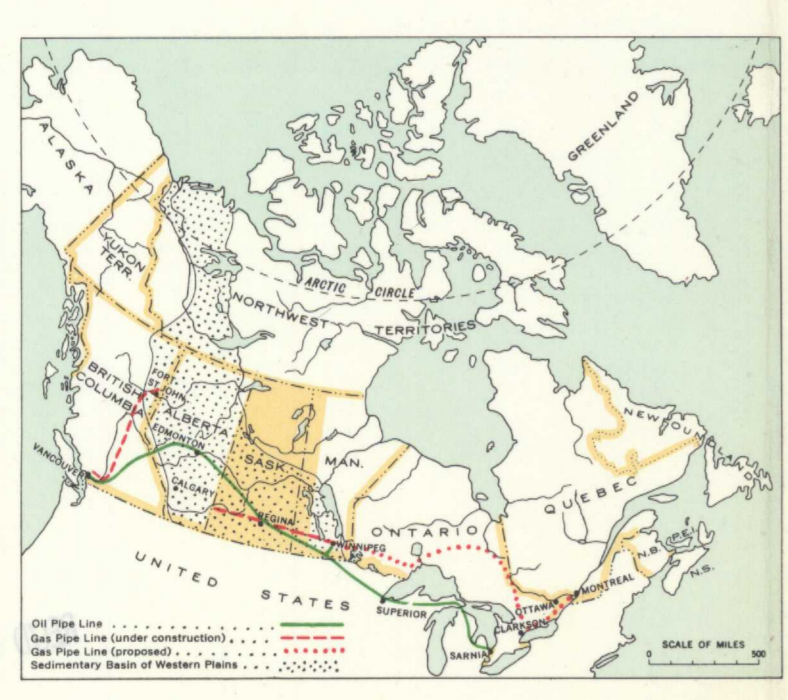 GREENLAND
ALASKA
YUKON
TERR.
ARCTIC CIRCLE
NORTHWEST TERRITORIES
BRITISH
COLUMBIA
FORT
ST. JOHN
ALBERTA
EDMONTON
VANCOUVER
CALGARY
SASK.
MAN.
REGINA
WINNIPEG
ONTARIO
QUEBEC
NEWFOUNDLAND
P.E.I.
N.B.
N.S.
MONTREAL
OTTAWA
CLARKSON
SARNIA
SUPERIOR
UNITED STATES
Oil Pipe Line . . . . . . . . . . . . . . . . . . .
Gas Pipe Line (under construction) . . . .
Gas Pipe Line (proposed) . . . . . . . . . . .
Sedimentary Basin of Western Plains . . .
SCALE OF MILES
0 500